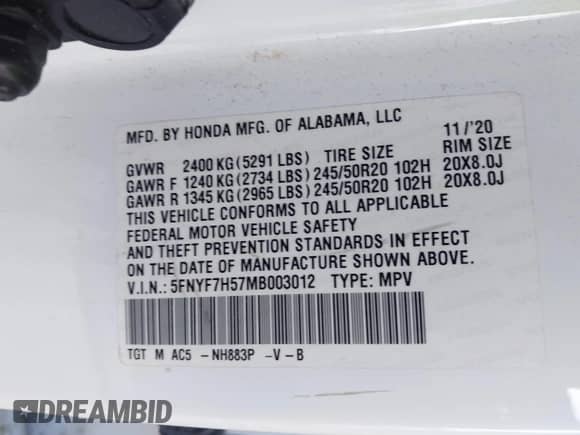 MFD. BY HONDA MFG. OF ALABAMA, LLC 11/'20
GVWR 2400 KG (5291 LBS) TIRE SIZE RIM SIZE
GAWR F 1240 KG (2734 LBS) 245/50R20 102H 20X8.0J
GAWR R 1345 KG (2965 LBS) 245/50R20 102H 20X8.0J
THIS VEHICLE CONFORMS TO ALL APPLICABLE
FEDERAL MOTOR VEHICLE SAFETY
AND THEFT PREVENTION STANDARDS IN EFFECT
ON THE DATE OF MANUFACTURE SHOWN ABOVE.
V.I.N.: 5FNYF7H57MB003012 TYPE: MPV
TGT M AC5 -NH883P -V-B
DREAMBID